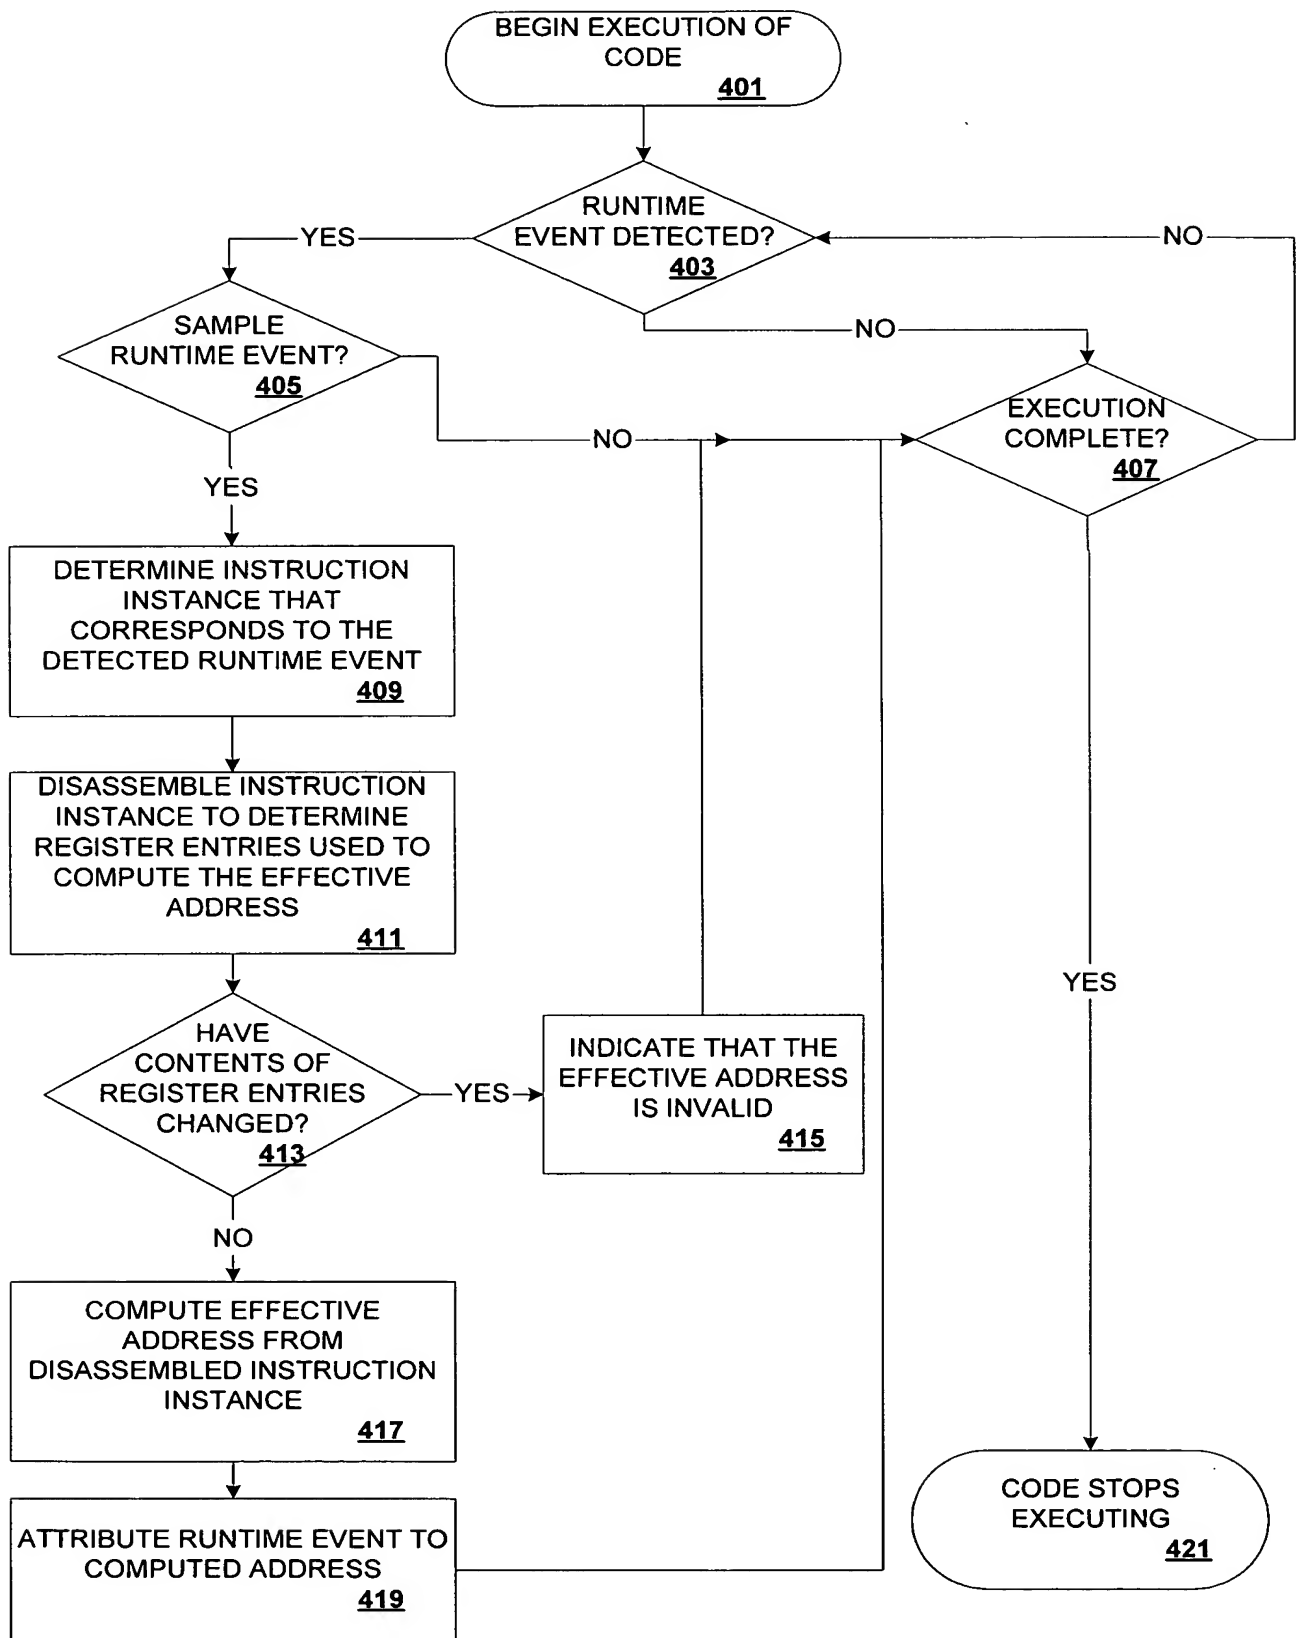 BEGIN EXECUTION OF
CODE
401
RUNTIME
EVENT DETECTED?
403
YES
NO
NO
SAMPLE
RUNTIME EVENT?
405
EXECUTION
COMPLETE?
407
NO
YES
DETERMINE INSTRUCTION
INSTANCE THAT
CORRESPONDS TO THE
DETECTED RUNTIME EVENT
409
DISASSEMBLE INSTRUCTION
INSTANCE TO DETERMINE
REGISTER ENTRIES USED TO
COMPUTE THE EFFECTIVE
ADDRESS
411
YES
HAVE
CONTENTS OF
REGISTER ENTRIES
CHANGED?
413
YES
INDICATE THAT THE
EFFECTIVE ADDRESS
IS INVALID
415
NO
COMPUTE EFFECTIVE
ADDRESS FROM
DISASSEMBLED INSTRUCTION
INSTANCE
417
ATTRIBUTE RUNTIME EVENT TO
COMPUTED ADDRESS
419
CODE STOPS
EXECUTING
421